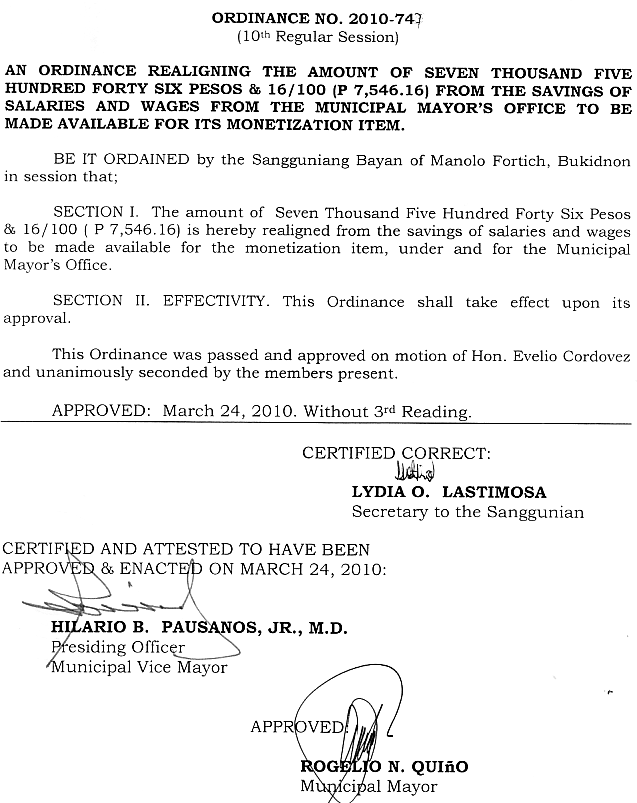 ORDINANCE NO. 2010-747
(10th Regular Session)
AN ORDINANCE REALIGNING THE AMOUNT OF SEVEN THOUSAND FIVE
HUNDRED FORTY SIX PESOS & 16/100 (P 7,546.16) FROM THE SAVINGS OF
SALARIES AND WAGES FROM THE MUNICIPAL MAYOR'S OFFICE TO BE
MADE AVAILABLE FOR ITS MONETIZATION ITEM.
BE IT ORDAINED by the Sangguniang Bayan of Manolo Fortich, Bukidnon
in session that;
SECTION I. The amount of Seven Thousand Five Hundred Forty Six Pesos
& 16/100 ( P 7,546.16) is hereby realigned from the savings of salaries and wages
to be made available for the monetization item, under and for the Municipal
Mayor's Office.
SECTION II. EFFECTIVITY. This Ordinance shall take effect upon its
approval.
This Ordinance was passed and approved on motion of Hon. Evelio Cordovez
and unanimously seconded by the members present.
APPROVED: March 24, 2010. Without 3rd Reading.
CERTIFIED CORRECT:
LYDIA O. LASTIMOSA
Secretary to the Sanggunian
CERTIFIED AND ATTESTED TO HAVE BEEN
APPROVED & ENACTED ON MARCH 24, 2010:
HILARIO B. PAUSANOS, JR., M.D.
Presiding Officer
Municipal Vice Mayor
APPROVED:
ROGELIO N. QUIñO
Municipal Mayor